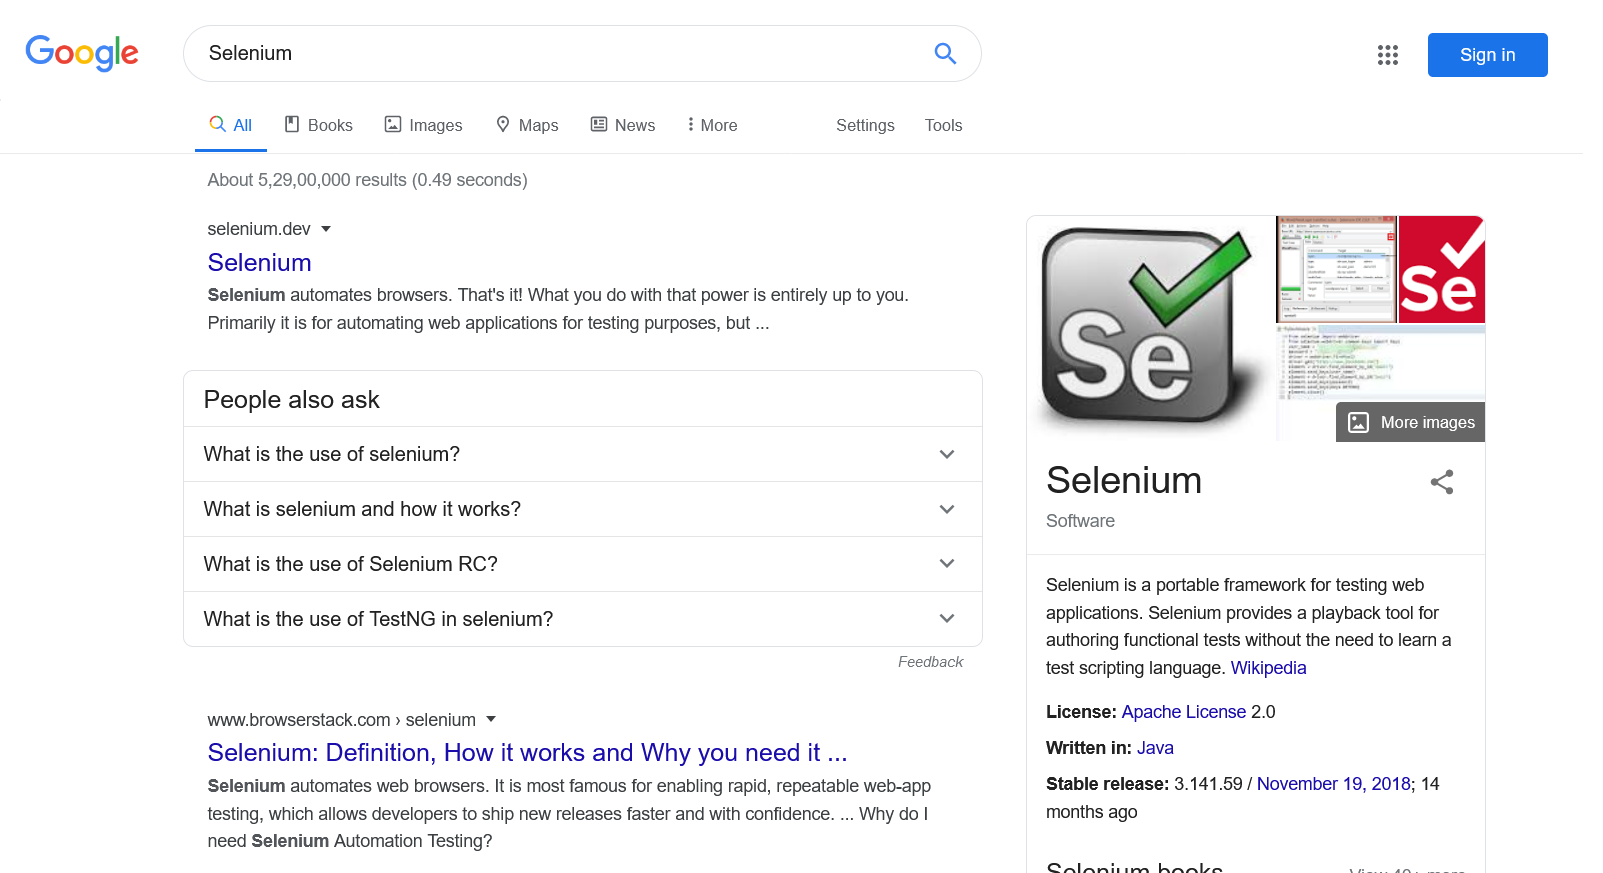 Google
Selenium
Sign in
All Books Images Maps News More Settings Tools
About 5,29,00,000 results (0.49 seconds)
selenium.dev
Selenium
Selenium automates browsers. That's it! What you do with that power is entirely up to you.
Primarily it is for automating web applications for testing purposes, but ...
People also ask
What is the use of selenium?
What is selenium and how it works?
What is the use of Selenium RC?
What is the use of TestNG in selenium?
Feedback
www.browserstack.com › selenium
Selenium: Definition, How it works and Why you need it ...
Selenium automates web browsers. It is most famous for enabling rapid, repeatable web-app
testing, which allows developers to ship new releases faster and with confidence. ... Why do I
need Selenium Automation Testing?
Se
Se
More images
Selenium
Software
Selenium is a portable framework for testing web
applications. Selenium provides a playback tool for
authoring functional tests without the need to learn a
test scripting language. Wikipedia
License: Apache License 2.0
Written in: Java
Stable release: 3.141.59 / November 19, 2018; 14
months ago
Selenium books
View 40+ more